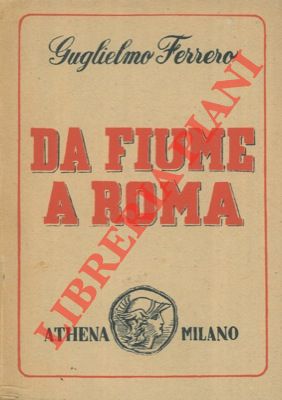 Guglielmo Ferrero
DA FIUME
A ROMA
LIBRERIA PIANI
ATHENA MILANO